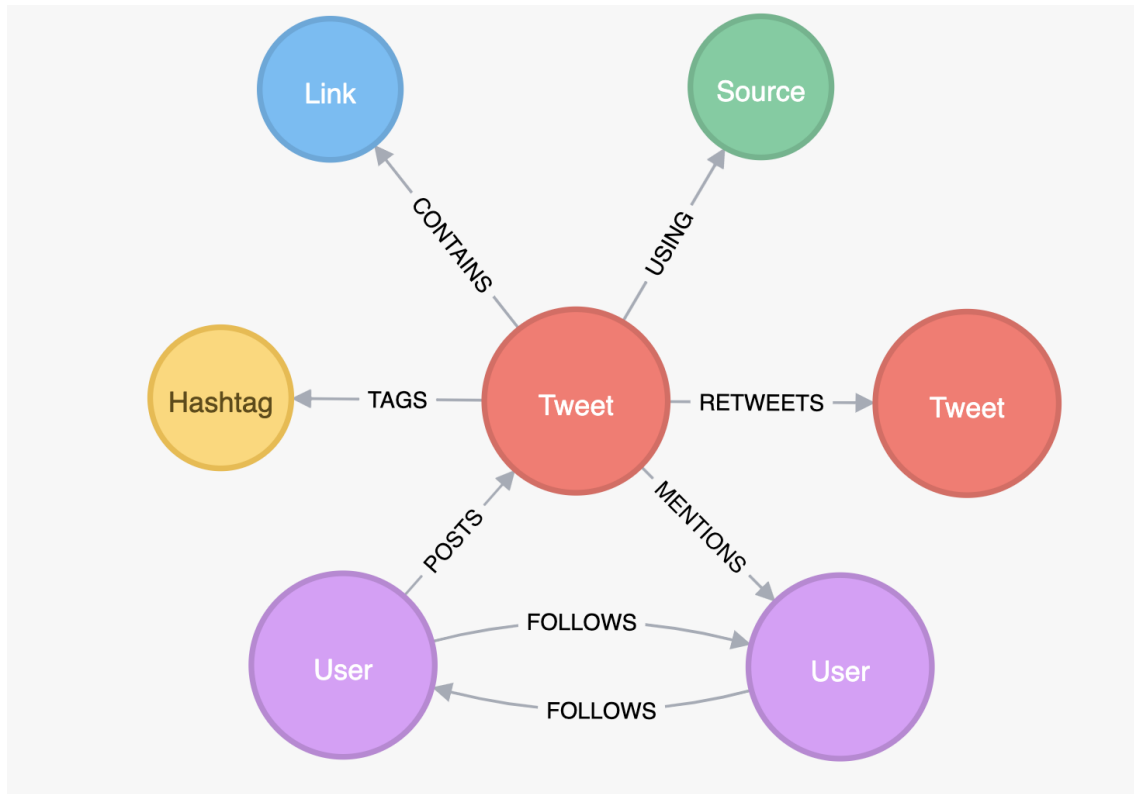 Link
Source
CONTAINS
USING
Hashtag
TAGS
Tweet
RETWEETS
Tweet
POSTS
MENTIONS
User
FOLLOWS
User
FOLLOWS